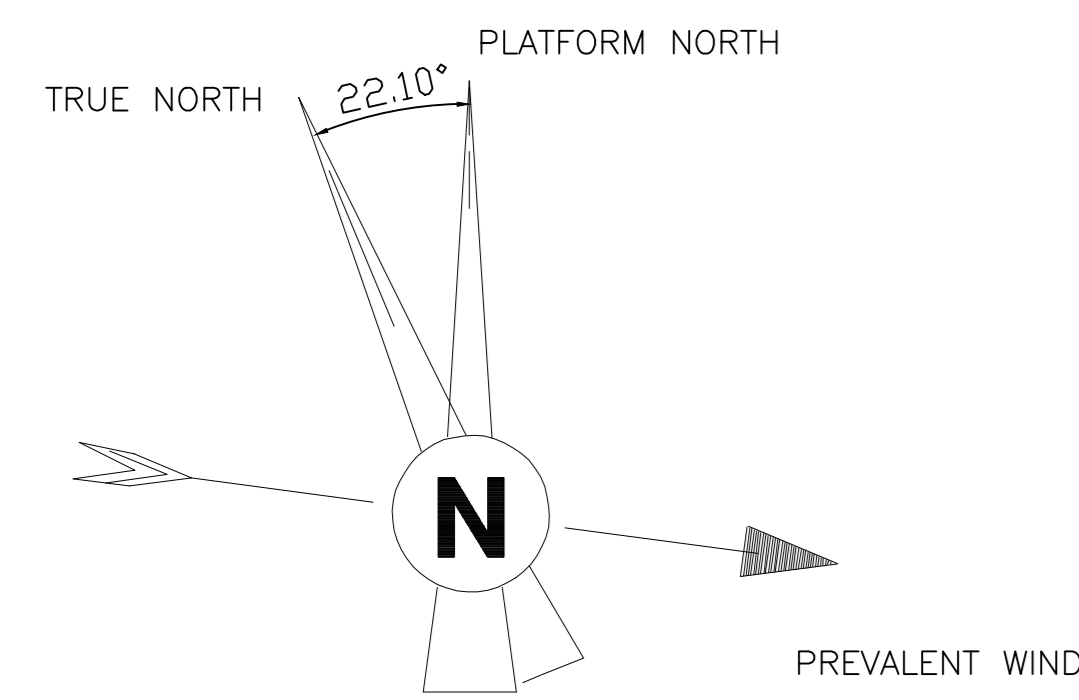 PLATFORM NORTH
TRUE NORTH
22.10°
N
PREVALENT WIND